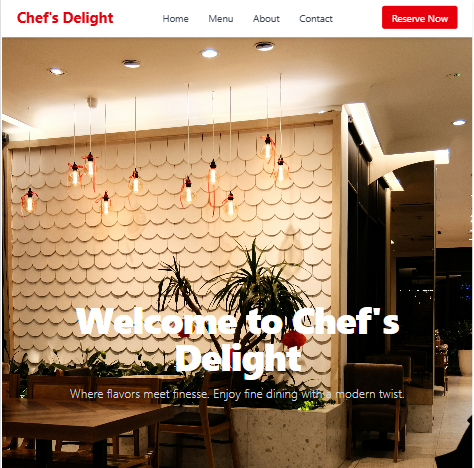 Chef's Delight
Home Menu About Contact
Reserve Now
Welcome to Chef's
Delight
Where flavors meet finesse. Enjoy fine dining with a modern twist.